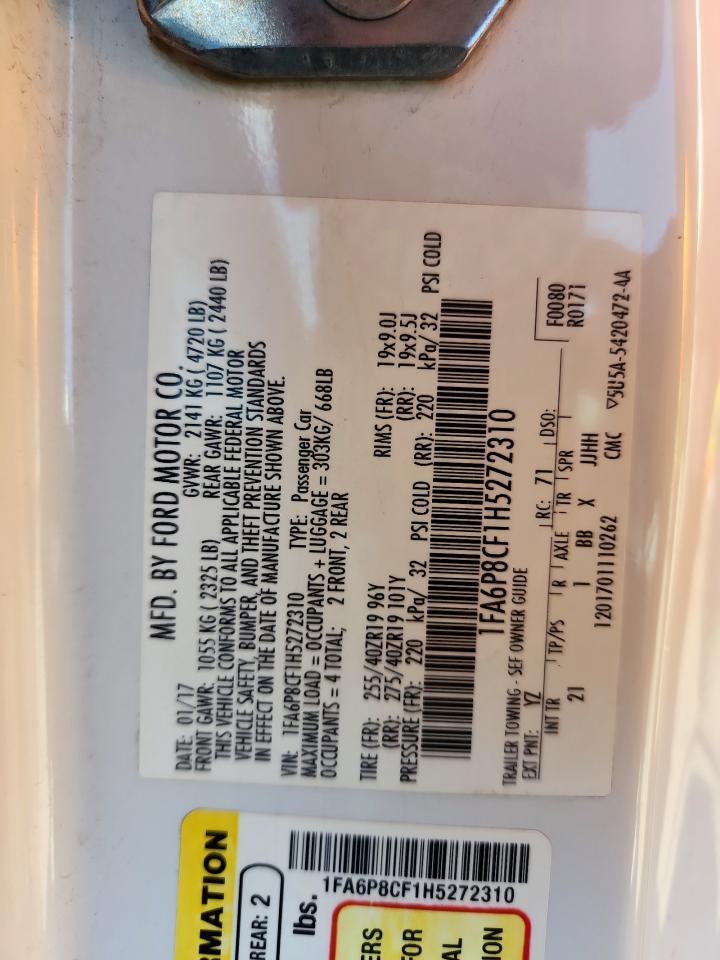 MFD. BY FORD MOTOR CO.
DATE: 01/17 GVWR: 2141 KG ( 4720 LB)
FRONT GAWR: 1055 KG ( 2325 LB) REAR GAWR: 1107 KG ( 2440 LB)
THIS VEHICLE CONFORMS TO ALL APPLICABLE FEDERAL MOTOR
VEHICLE SAFETY, BUMPER, AND THEFT PREVENTION STANDARDS
IN EFFECT ON THE DATE OF MANUFACTURE SHOWN ABOVE.
VIN: 1FA6P8CF1H5272310 TYPE: Passenger Car
MAXIMUM LOAD = OCCUPANTS + LUGGAGE = 303KG/ 668LB
OCCUPANTS = 4 TOTAL; 2 FRONT, 2 REAR
TIRE (FR): 255/40ZR19 96Y RIMS (FR): 19x9.0J
(RR): 275/40ZR19 101Y (RR): 19x9.5J
PRESSURE (FR): 220 kPa/ 32 PSI COLD (RR): 220 kPa/ 32 PSI COLD
1FA6P8CF1H5272310
TRAILER TOWING - SEE OWNER GUIDE
EXT PNT: YZ RC: 71 DSO: F0080
R0171
INT TR TP/PS R AXLE TR SPR
21 1 BB X JJHH
1201701110262 CMC ▽5U5A-5420472-4A
RMATION
REAR: 2
lbs.
1FA6P8CF1H5272310
ERS
FOR
AL
ION